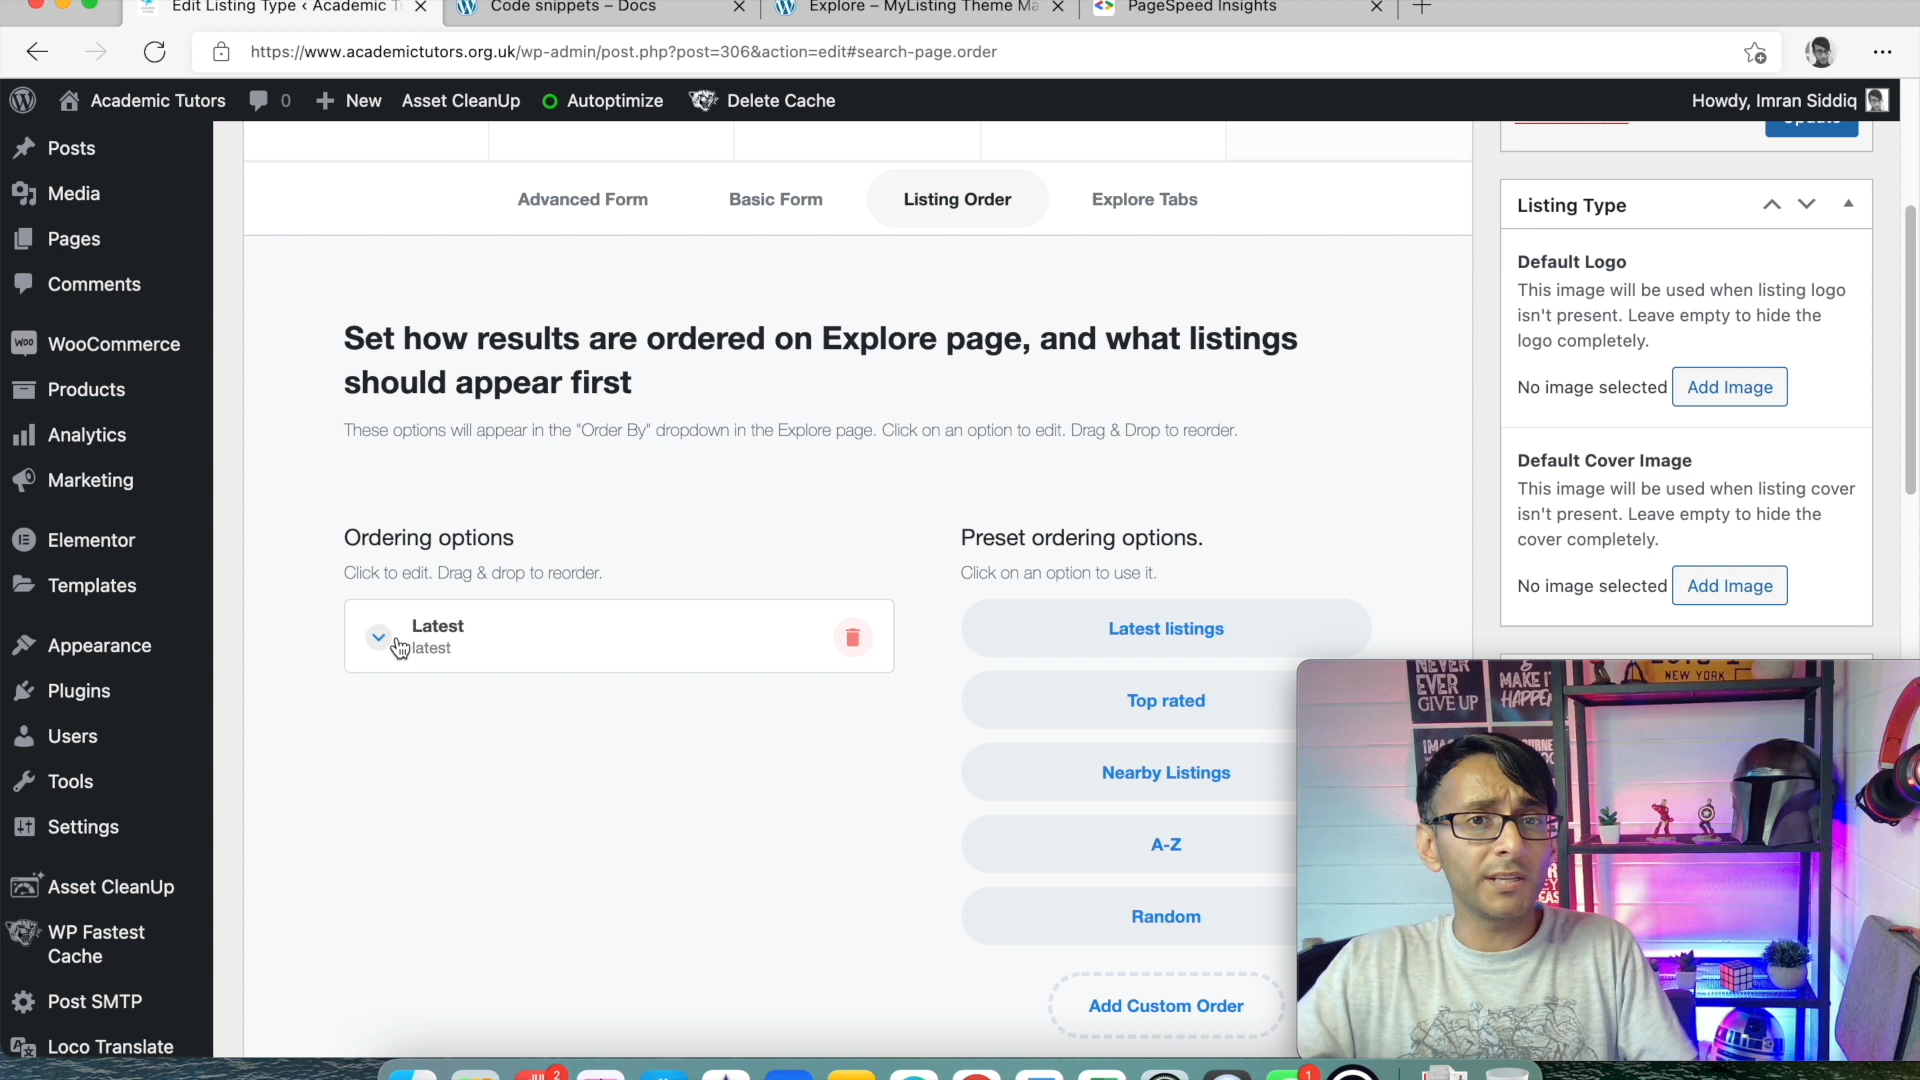 Edit Listing Type ‹ Academic T
Code snippets – Docs
Explore – MyListing Theme Ma
PageSpeed Insights
https://www.academictutors.org.uk/wp-admin/post.php?post=306&action=edit#search-page.order
Academic Tutors
0
New
Asset CleanUp
Autoptimize
Delete Cache
Howdy, Imran Siddiq
Posts
Media
Pages
Comments
WooCommerce
Products
Analytics
Marketing
Elementor
Templates
Appearance
Plugins
Users
Tools
Settings
Asset CleanUp
WP Fastest
Cache
Post SMTP
Loco Translate
Advanced Form
Basic Form
Listing Order
Explore Tabs
Set how results are ordered on Explore page, and what listings
should appear first
These options will appear in the "Order By" dropdown in the Explore page. Click on an option to edit. Drag & Drop to reorder.
Ordering options
Click to edit. Drag & drop to reorder.
Latest
latest
Preset ordering options.
Click on an option to use it.
Latest listings
Top rated
Nearby Listings
A-Z
Random
Add Custom Order
Update
Listing Type
Default Logo
This image will be used when listing logo
isn't present. Leave empty to hide the
logo completely.
No image selected
Add Image
Default Cover Image
This image will be used when listing cover
isn't present. Leave empty to hide the
cover completely.
No image selected
Add Image
NEVER
EVER
GIVE UP
MAKE IT
HAPPEN
NEW YORK
2
1